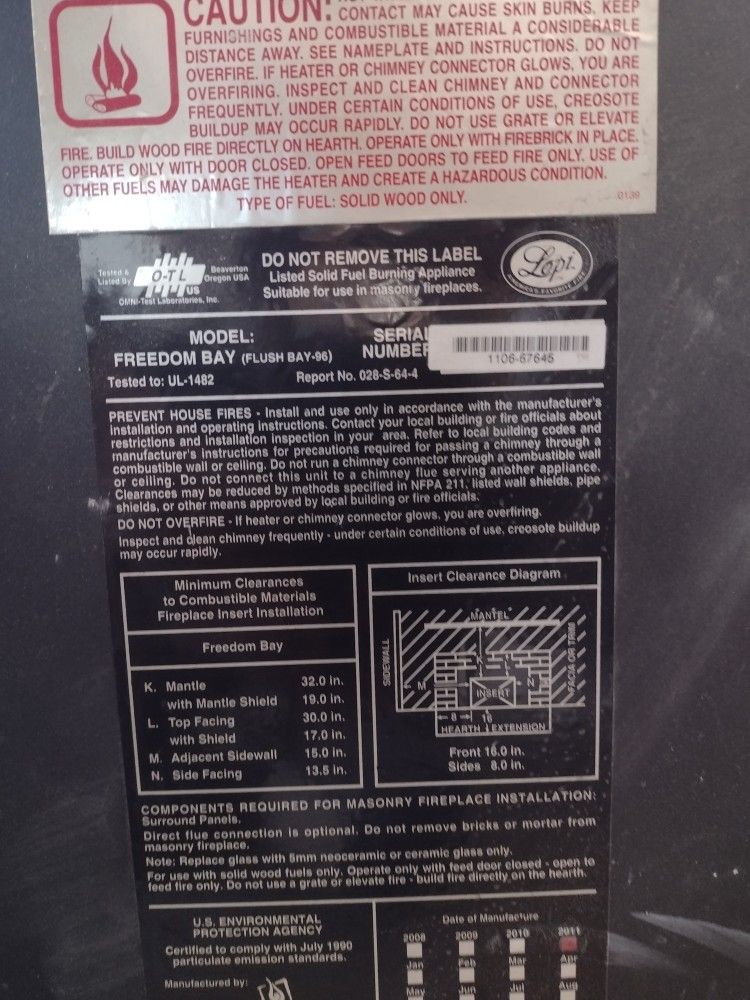 CAUTION:
CONTACT MAY CAUSE SKIN BURNS. KEEP
FURNISHINGS AND COMBUSTIBLE MATERIAL A CONSIDERABLE
DISTANCE AWAY. SEE NAMEPLATE AND INSTRUCTIONS. DO NOT
OVERFIRE. IF HEATER OR CHIMNEY CONNECTOR GLOWS, YOU ARE
OVERFIRING. INSPECT AND CLEAN CHIMNEY AND CONNECTOR
FREQUENTLY. UNDER CERTAIN CONDITIONS OF USE, CREOSOTE
BUILDUP MAY OCCUR RAPIDLY. DO NOT USE GRATE OR ELEVATE
FIRE. BUILD WOOD FIRE DIRECTLY ON HEARTH. OPERATE ONLY WITH FIREBRICK IN PLACE.
OPERATE ONLY WITH DOOR CLOSED. OPEN FEED DOORS TO FEED FIRE ONLY. USE OF
OTHER FUELS MAY DAMAGE THE HEATER AND CREATE A HAZARDOUS CONDITION.
TYPE OF FUEL: SOLID WOOD ONLY.
0139
Tested & Listed By
O-TL
US
Beaverton
Oregon USA
OMNI-Test Laboratories, Inc.
DO NOT REMOVE THIS LABEL
Listed Solid Fuel Burning Appliance
Suitable for use in masonry fireplaces.
Lopi
AMERICA'S FAVORITE FIRE
MODEL:
FREEDOM BAY (FLUSH BAY-96)
SERIAL
NUMBER
1106-67645
Tested to: UL-1482
Report No. 028-S-64-4
PREVENT HOUSE FIRES - Install and use only in accordance with the manufacturer's
installation and operating instructions. Contact your local building or fire officials about
restrictions and installation inspection in your area. Refer to local building codes and
manufacturer's instructions for precautions required for passing a chimney through a
combustible wall or ceiling. Do not run a chimney connector through a combustible wall
or ceiling. Do not connect this unit to a chimney flue serving another appliance.
Clearances may be reduced by methods specified in NFPA 211, listed wall shields, pipe
shields, or other means approved by local building or fire officials.
DO NOT OVERFIRE - If heater or chimney connector glows, you are overfiring.
Inspect and clean chimney frequently - under certain conditions of use, creosote buildup
may occur rapidly.
Minimum Clearances
to Combustible Materials
Fireplace Insert Installation
Freedom Bay
K. Mantle 32.0 in.
with Mantle Shield 19.0 in.
L. Top Facing 30.0 in.
with Shield 17.0 in.
M. Adjacent Sidewall 15.0 in.
N. Side Facing 13.5 in.
Insert Clearance Diagram
MANTEL
SIDEWALL
FACIA OR TRIM
K
L
M
N
INSERT
8
16
HEARTH EXTENSION
Front 16.0 in.
Sides 8.0 in.
COMPONENTS REQUIRED FOR MASONRY FIREPLACE INSTALLATION:
Surround Panels.
Direct flue connection is optional. Do not remove bricks or mortar from
masonry fireplace.
Note: Replace glass with 5mm neoceramic or ceramic glass only.
For use with solid wood fuels only. Operate only with feed door closed - open to
feed fire only. Do not use a grate or elevate fire - build fire directly on the hearth.
U.S. ENVIRONMENTAL
PROTECTION AGENCY
Certified to comply with July 1990
particulate emission standards.
Manufactured by:
Date of Manufacture
2008 2009 2010 2011
Jan Feb Mar Apr
May Jun Jul Aug